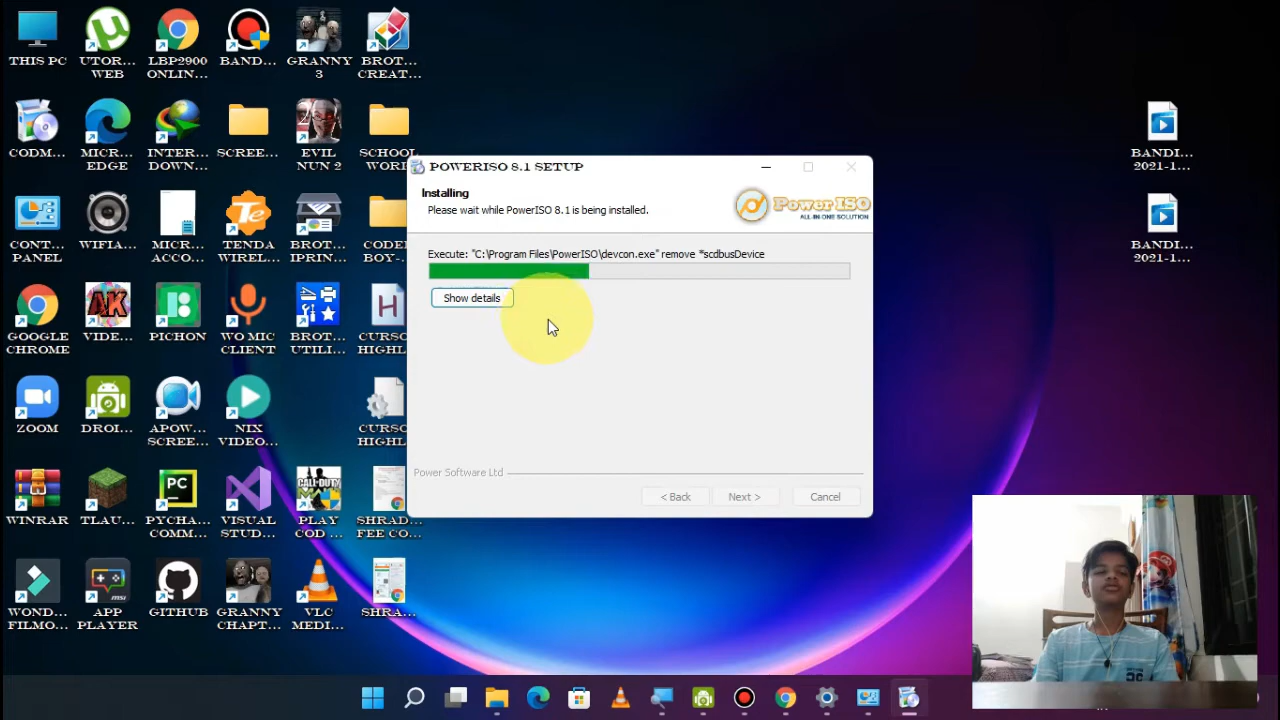 THIS PC
UTOR...
WEB
LBP2900
ONLIN...
BAND...
GRANNY
3
BROT...
CREAT...
CODM...
MICR...
EDGE
INTER...
DOWN...
SCREE...
EVIL
NUN 2
SCHOOL
WORD
CONT...
PANEL
WIFIA...
MICR...
ACCO...
TENDA
WIREL...
BROT...
IPRIN...
CODE
BOY-
GOOGLE
CHROME
VIDE...
PICHON
WO MIC
CLIENT
BROT...
UTILI...
CURSO
HIGHL
ZOOM
DROI...
APOW...
SCREE...
NIX
VIDEO...
CURSO
HIGHL
WINRAR
TLAU...
PYCHA...
COMM...
VISUAL
STUD...
PLAY
COD ...
SHRAD
FEE CO...
WOND...
FILMO...
APP
PLAYER
GITHUB
GRANNY
CHAPT...
VLC
MEDI...
SHRA...
BANDI...
2021-1...
BANDI...
2021-1...
POWERISO 8.1 SETUP
Installing
Please wait while PowerISO 8.1 is being installed.
Power ISO
ALL IN ONE SOLUTION
Execute: "C:\Program Files\PowerISO\devcon.exe" remove *scdbusDevice
Show details
Power Software Ltd
< Back
Next >
Cancel